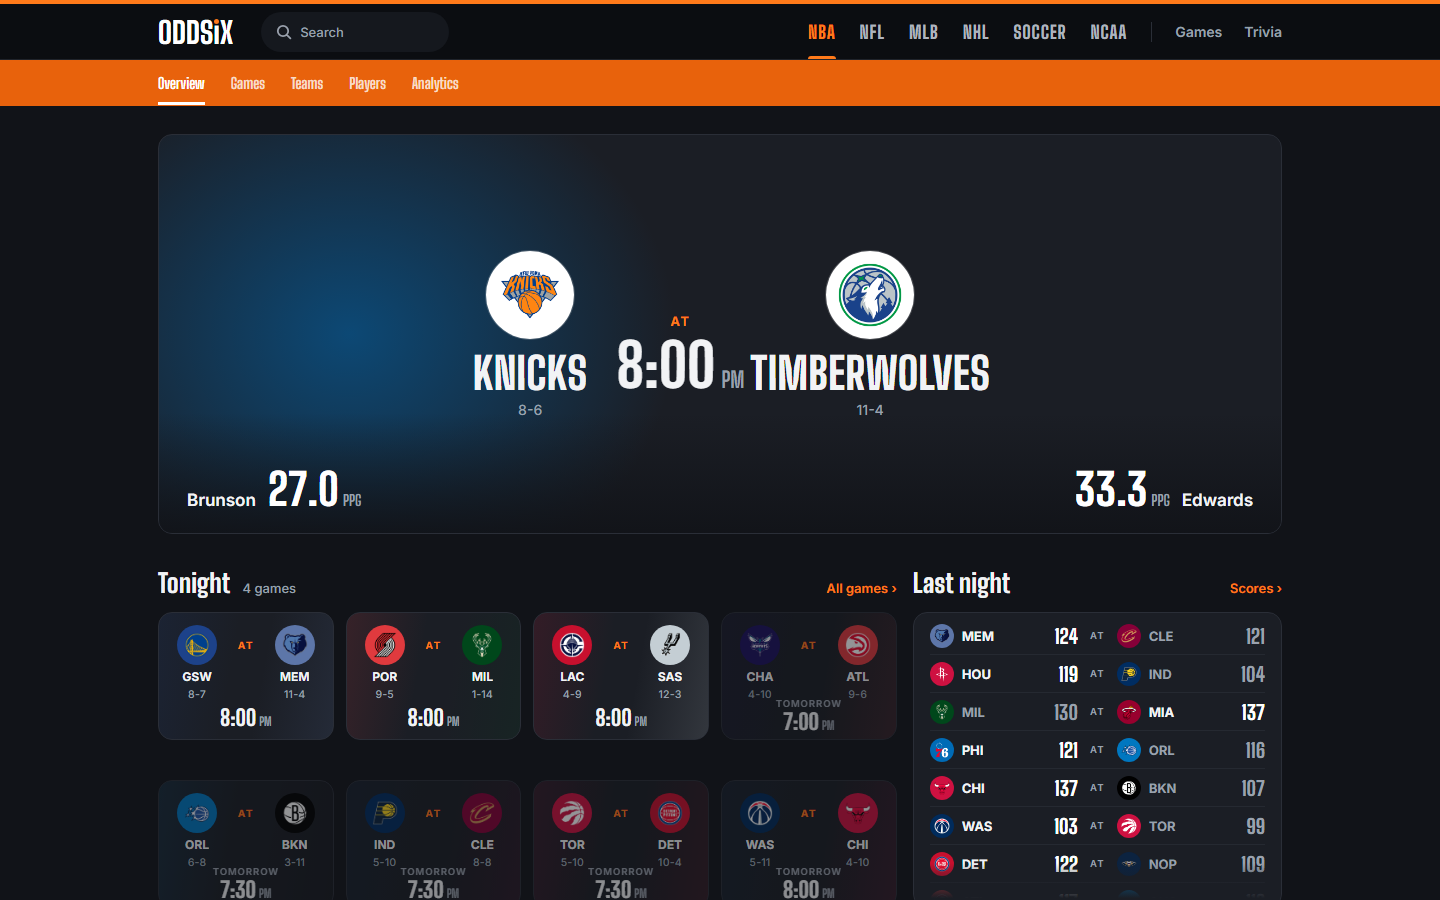 ODDSiX
Search
NBA NFL MLB NHL SOCCER NCAA Games Trivia
Overview Games Teams Players Analytics
KNICKS
AT
8:00 PM
KNICKS
8-6
TIMBERWOLVES
11-4
Brunson 27.0 PPG
33.3 PPG Edwards
Tonight 4 games All games ›
AT
GSW MEM
8-7 11-4
8:00 PM
AT
POR MIL
9-5 1-14
8:00 PM
AT
LAC SAS
4-9 12-3
8:00 PM
AT
CHA ATL
4-10 9-6
TOMORROW
7:00 PM
AT
ORL BKN
6-8 3-11
TOMORROW
7:30 PM
AT
IND CLE
5-10 8-8
TOMORROW
7:30 PM
AT
TOR DET
5-10 10-4
TOMORROW
7:30 PM
AT
WAS CHI
5-11 4-10
TOMORROW
8:00 PM
Last night Scores ›
MEM 124 AT CLE 121
HOU 119 AT IND 104
MIL 130 AT MIA 137
PHI 121 AT ORL 116
CHI 137 AT BKN 107
WAS 103 AT TOR 99
DET 122 AT NOP 109